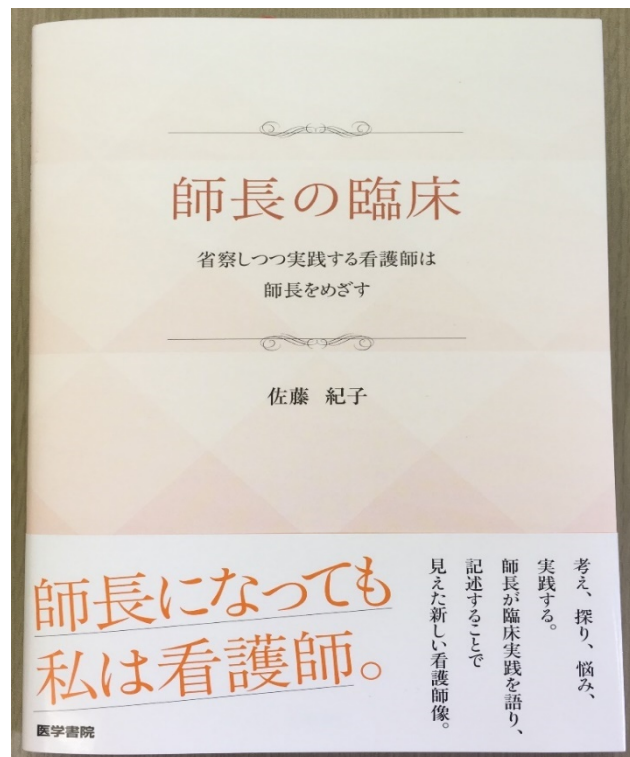 師長の臨床
省察しつつ実践する看護師は
師長をめざす
佐藤 紀子
師長になっても
私は看護師。
医学書院
考え、探り、悩み、
実践する。
師長が臨床実践を語り、
記述することで
見えた新しい看護師像。